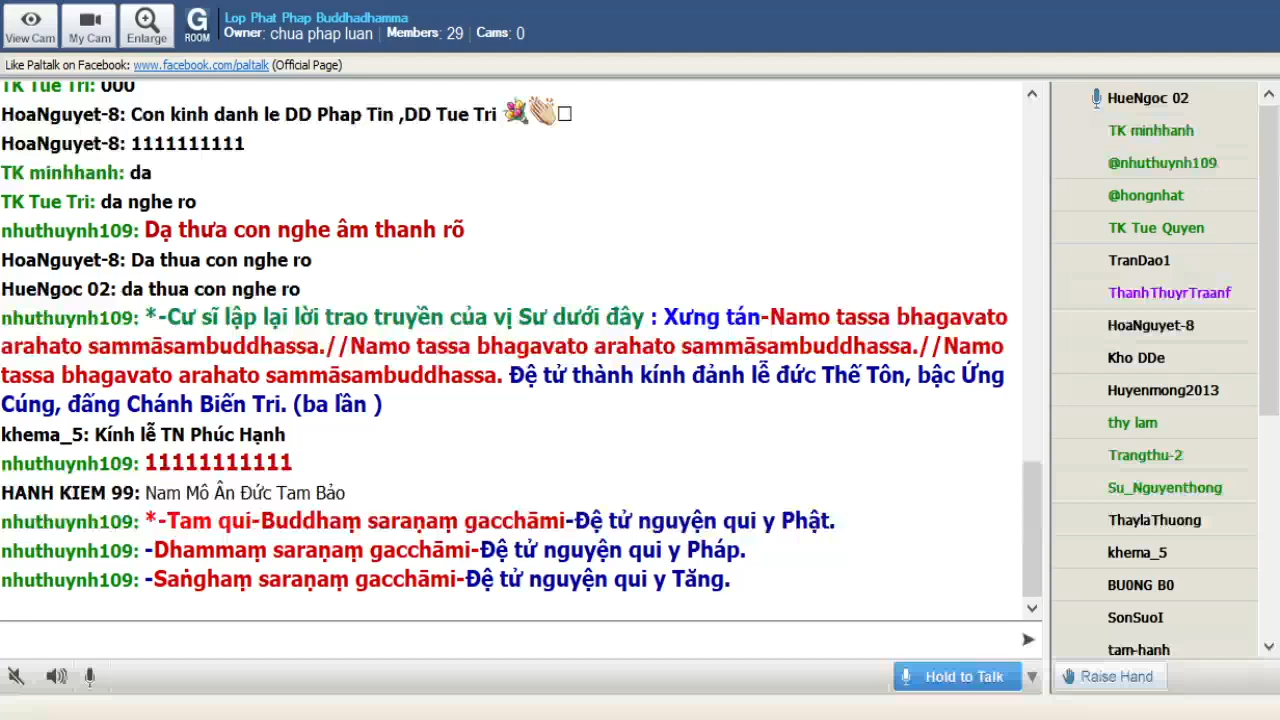 View Cam
My Cam
Enlarge
G
ROOM
Lop Phat Phap Buddhadhamma
Owner: chua phap luan | Members: 29 | Cams: 0
Like Paltalk on Facebook: www.facebook.com/paltalk (Official Page)
TK Tue Tri: 000
HoaNguyet-8: Con kinh danh le DD Phap Tin ,DD Tue Tri
HoaNguyet-8: 1111111111
TK minhhanh: da
TK Tue Tri: da nghe ro
nhuthuynh109: Dạ thưa con nghe âm thanh rõ
HoaNguyet-8: Da thua con nghe ro
HueNgoc 02: da thua con nghe ro
nhuthuynh109: *-Cư sĩ lập lại lời trao truyền của vị Sư dưới đây : Xưng tán-Namo tassa bhagavato
arahato sammāsambuddhassa.//Namo tassa bhagavato arahato sammāsambuddhassa.//Namo
tassa bhagavato arahato sammāsambuddhassa. Đệ tử thành kính đảnh lễ đức Thế Tôn, bậc Ứng
Cúng, đấng Chánh Biến Tri. (ba lần )
khema_5: Kính lễ TN Phúc Hạnh
nhuthuynh109: 11111111111
HANH KIEM 99: Nam Mô Ân Đức Tam Bảo
nhuthuynh109: *-Tam qui-Buddhaṃ saraṇaṃ gacchāmi-Đệ tử nguyện qui y Phật.
nhuthuynh109: -Dhammaṃ saraṇaṃ gacchāmi-Đệ tử nguyện qui y Pháp.
nhuthuynh109: -Saṅghaṃ saraṇaṃ gacchāmi-Đệ tử nguyện qui y Tăng.
HueNgoc 02
TK minhhanh
@nhuthuynh109
@hongnhat
TK Tue Quyen
TranDao1
ThanhThuyrTraanf
HoaNguyet-8
Kho DDe
Huyenmong2013
thy lam
Trangthu-2
Su_Nguyenthong
ThaylaThuong
khema_5
BU0NG B0
SonSuoI
tam-hanh
Hold to Talk
Raise Hand